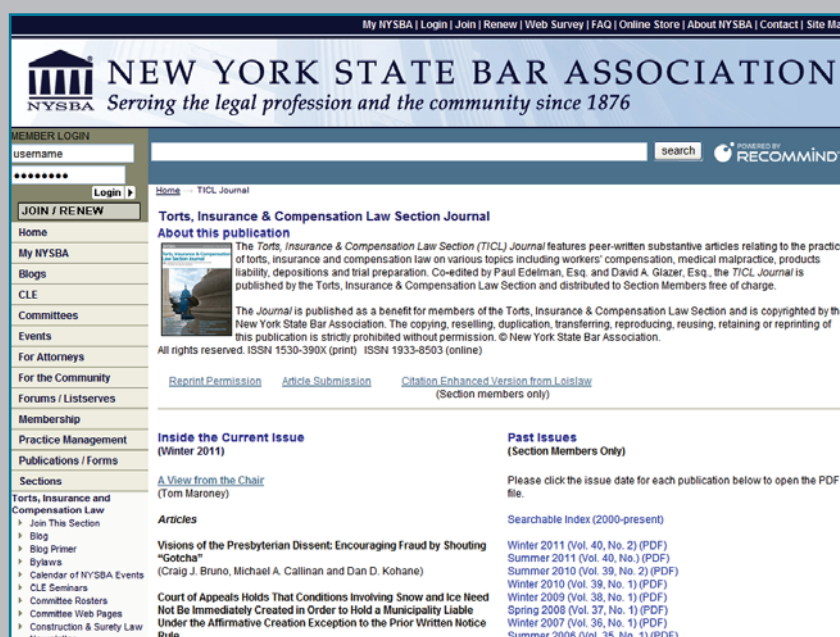 My NYSBA | Login | Join | Renew | Web Survey | FAQ | Online Store | About NYSBA | Contact | Site Ma
NYSBA
NEW YORK STATE BAR ASSOCIATION
Serving the legal profession and the community since 1876
MEMBER LOGIN
username
Login
JOIN / RENEW
search
POWERED BY
RECOMMIND
Home → TICL Journal
Home
My NYSBA
Blogs
CLE
Committees
Events
For Attorneys
For the Community
Forums / Listserves
Membership
Practice Management
Publications / Forms
Sections
Torts, Insurance and
Compensation Law
Join This Section
Blog
Blog Primer
Bylaws
Calendar of NYSBA Events
CLE Seminars
Committee Rosters
Committee Web Pages
Construction & Surety Law
Newsletter
Torts, Insurance & Compensation Law Section Journal
About this publication
The Torts, Insurance & Compensation Law Section (TICL) Journal features peer-written substantive articles relating to the practic
of torts, insurance and compensation law on various topics including workers' compensation, medical malpractice, products
liability, depositions and trial preparation. Co-edited by Paul Edelman, Esq. and David A. Glazer, Esq., the TICL Journal is
published by the Torts, Insurance & Compensation Law Section and distributed to Section Members free of charge.
The Journal is published as a benefit for members of the Torts, Insurance & Compensation Law Section and is copyrighted by th
New York State Bar Association. The copying, reselling, duplication, transferring, reproducing, reusing, retaining or reprinting of
this publication is strictly prohibited without permission. © New York State Bar Association.
All rights reserved. ISSN 1530-390X (print) ISSN 1933-8503 (online)
Reprint Permission Article Submission Citation Enhanced Version from Loislaw
(Section members only)
Inside the Current Issue
(Winter 2011)
A View from the Chair
(Tom Maroney)
Articles
Visions of the Presbyterian Dissent: Encouraging Fraud by Shouting
"Gotcha"
(Craig J. Bruno, Michael A. Callinan and Dan D. Kohane)
Court of Appeals Holds That Conditions Involving Snow and Ice Need
Not Be Immediately Created in Order to Hold a Municipality Liable
Under the Affirmative Creation Exception to the Prior Written Notice
Rule
Past Issues
(Section Members Only)
Please click the issue date for each publication below to open the PDF
file.
Searchable Index (2000-present)
Winter 2011 (Vol. 40, No. 2) (PDF)
Summer 2011 (Vol. 40, No.) (PDF)
Summer 2010 (Vol. 39, No. 2) (PDF)
Winter 2010 (Vol. 39, No. 1) (PDF)
Winter 2009 (Vol. 38, No. 1) (PDF)
Spring 2008 (Vol. 37, No. 1) (PDF)
Winter 2007 (Vol. 36, No. 1) (PDF)
Summer 2006 (Vol. 35, No. 1) (PDF)